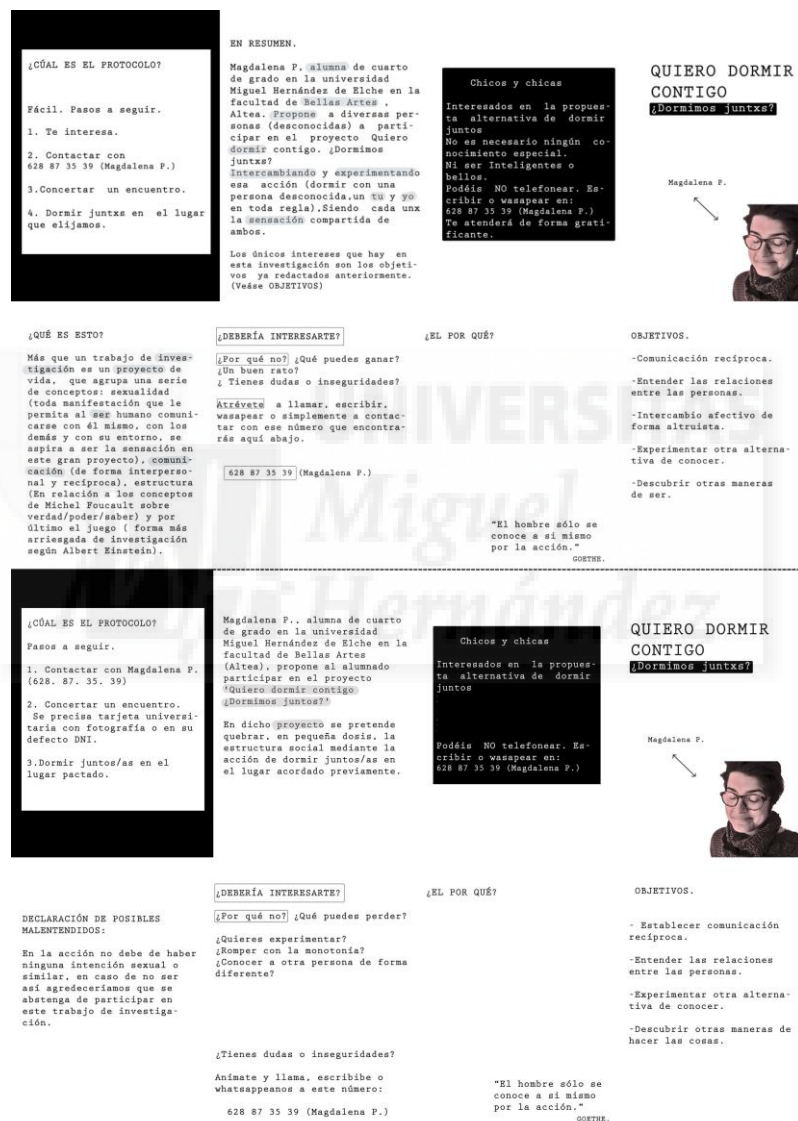 ¿CÚAL ES EL PROTOCOLO?
Fácil. Pasos a seguir.
1. Te interesa.
2. Contactar con
628 87 35 39 (Magdalena P.)
3.Concertar un encuentro.
4. Dormir juntxs en el lugar
que elijamos.
EN RESUMEN.
Magdalena P, alumna de cuarto
de grado en la universidad
Miguel Hernández de Elche en la
facultad de Bellas Artes ,
Altea. Propone a diversas per-
sonas (desconocidas) a parti-
cipar en el proyecto Quiero
dormir contigo. ¿Dormimos
juntxs?
Intercambiando y experimentando
esa acción (dormir con una
persona desconocida,un tu y yo
en toda regla),Siendo cada unx
la sensación compartida de
ambos.
Los únicos intereses que hay en
esta investigación son los objeti-
vos ya redactados anteriormente.
(Veáse OBJETIVOS)
Chicos y chicas
Interesados en la propues-
ta alternativa de dormir
juntos
No es necesario ningún co-
nocimiento especial.
Ni ser Inteligentes o
bellos.
Podéis NO telefonear. Es-
cribir o wasapear en:
628 87 35 39 (Magdalena P.)
Te atenderá de forma grati-
ficante.
QUIERO DORMIR
CONTIGO
¿Dormimos juntxs?
Magdalena P.
¿QUÉ ES ESTO?
Más que un trabajo de inves-
tigación es un proyecto de
vida, que agrupa una serie
de conceptos: sexualidad
(toda manifestación que le
permita al ser humano comuni-
carse con él mismo, con los
demás y con su entorno, se
aspira a ser la sensación en
este gran proyecto), comuni-
cación (de forma interperso-
nal y recíproca), estructura
(En relación a los conceptos
de Michel Foucault sobre
verdad/poder/saber) y por
último el juego ( forma más
arriesgada de investigación
según Albert Einstein).
¿DEBERÍA INTERESARTE?
¿Por qué no? ¿Qué puedes ganar?
¿Un buen rato?
¿ Tienes dudas o inseguridades?
Atrévete a llamar, escribir,
wasapear o simplemente a contac-
tar con ese número que encontra-
rás aquí abajo.
628 87 35 39 (Magdalena P.)
¿EL POR QUÉ?
"El hombre sólo se
conoce a si mismo
por la acción."
GOETHE.
OBJETIVOS.
-Comunicación recíproca.
-Entender las relaciones
entre las personas.
-Intercambio afectivo de
forma altruista.
-Experimentar otra alterna-
tiva de conocer.
-Descubrir otras maneras
de ser.
UNIVERSITAS
Miguel
Hernández
¿CÚAL ES EL PROTOCOLO?
Pasos a seguir.
1. Contactar con Magdalena P.
(628. 87. 35. 39)
2. Concertar un encuentro.
Se precisa tarjeta universi-
taria con fotografía o en su
defecto DNI.
3.Dormir juntos/as en el
lugar pactado.
Magdalena P., alumna de cuarto
de grado en la universidad
Miguel Hernández de Elche en la
facultad de Bellas Artes
(Altea), propone al alumnado
participar en el proyecto
'Quiero dormir contigo
¿Dormimos juntos?'
En dicho proyecto se pretende
quebrar, en pequeña dosis, la
estructura social mediante la
acción de dormir juntos/as en
el lugar acordado previamente.
Chicos y chicas
Interesados en la propues-
ta alternativa de dormir
juntos
Podéis NO telefonear. Es-
cribir o wasapear en:
628 87 35 39 (Magdalena P.)
QUIERO DORMIR
CONTIGO
¿Dormimos juntxs?
Magdalena P.
DECLARACIÓN DE POSIBLES
MALENTENDIDOS:
En la acción no debe de haber
ninguna intención sexual o
similar, en caso de no ser
así agredeceríamos que se
abstenga de participar en
este trabajo de investiga-
ción.
¿DEBERÍA INTERESARTE?
¿Por qué no? ¿Qué puedes perder?
¿Quieres experimentar?
¿Romper con la monotonía?
¿Conocer a otra persona de forma
diferente?
¿Tienes dudas o inseguridades?
Anímate y llama, escribibe o
whatsappeanos a este número:
628 87 35 39 (Magdalena P.)
¿EL POR QUÉ?
"El hombre sólo se
conoce a si mismo
por la acción."
GOETHE.
OBJETIVOS.
- Establecer comunicación
recíproca.
-Entender las relaciones
entre las personas.
-Experimentar otra alterna-
tiva de conocer.
-Descubrir otras maneras de
hacer las cosas.